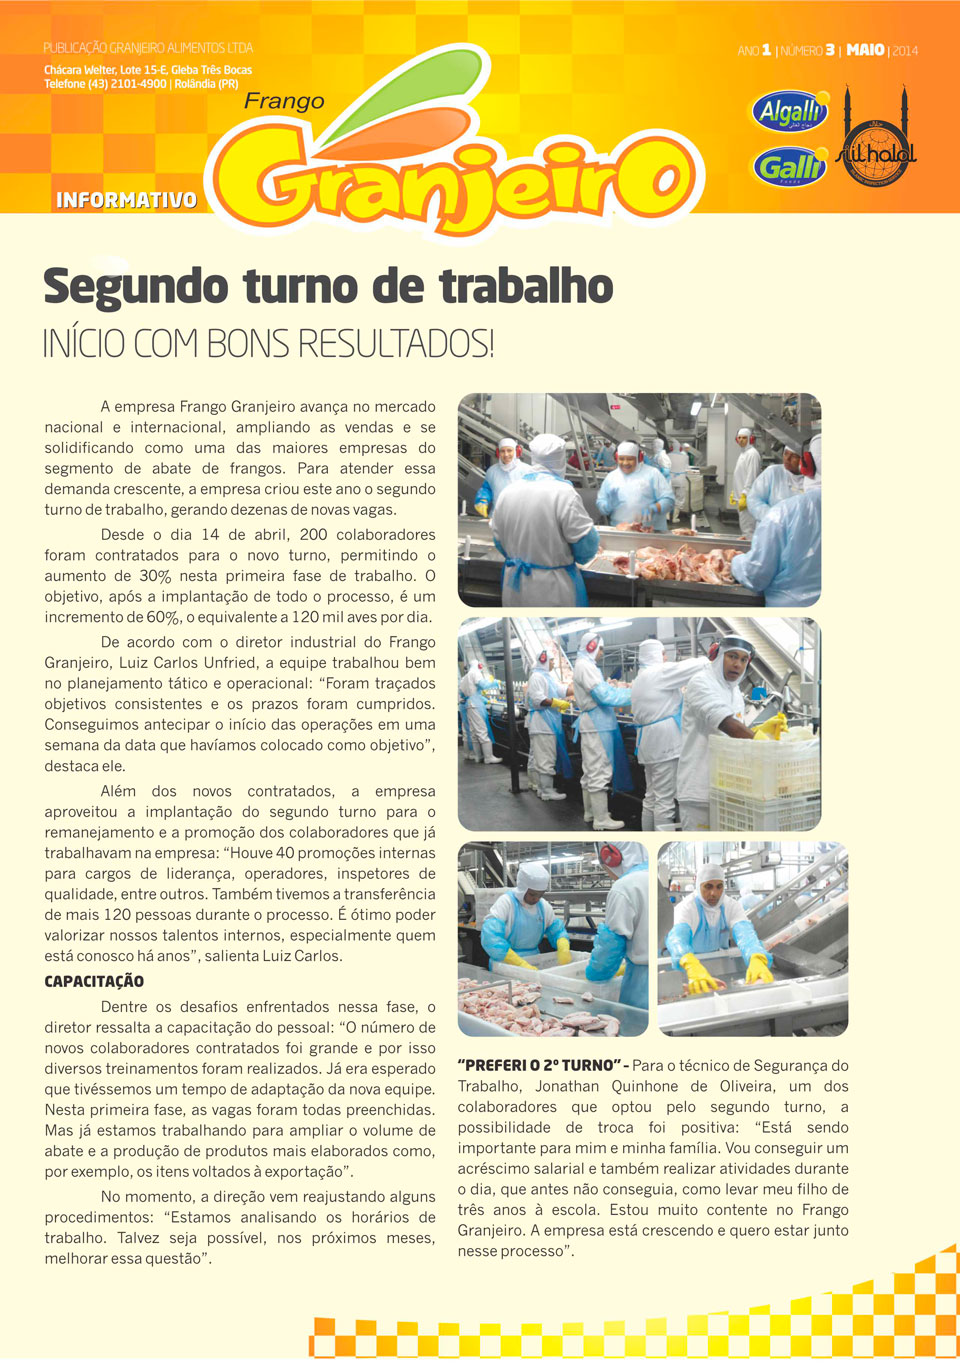 PUBLICAÇÃO GRANJEIRO ALIMENTOS LTDA
Chácara Welter, Lote 15-E, Gleba Três Bocas
Telefone (43) 2101-4900 | Rolândia (PR)
ANO 1 | NÚMERO 3 | MAIO | 2014
Frango
Granjeiro
INFORMATIVO
Algalli
Galli
Foods
siil halal
Segundo turno de trabalho
INÍCIO COM BONS RESULTADOS!
A empresa Frango Granjeiro avança no mercado
nacional e internacional, ampliando as vendas e se
solidificando como uma das maiores empresas do
segmento de abate de frangos. Para atender essa
demanda crescente, a empresa criou este ano o segundo
turno de trabalho, gerando dezenas de novas vagas.
Desde o dia 14 de abril, 200 colaboradores
foram contratados para o novo turno, permitindo o
aumento de 30% nesta primeira fase de trabalho. O
objetivo, após a implantação de todo o processo, é um
incremento de 60%, o equivalente a 120 mil aves por dia.
De acordo com o diretor industrial do Frango
Granjeiro, Luiz Carlos Unfried, a equipe trabalhou bem
no planejamento tático e operacional: “Foram traçados
objetivos consistentes e os prazos foram cumpridos.
Conseguimos antecipar o início das operações em uma
semana da data que havíamos colocado como objetivo”,
destaca ele.
Além dos novos contratados, a empresa
aproveitou a implantação do segundo turno para o
remanejamento e a promoção dos colaboradores que já
trabalhavam na empresa: “Houve 40 promoções internas
para cargos de liderança, operadores, inspetores de
qualidade, entre outros. Também tivemos a transferência
de mais 120 pessoas durante o processo. É ótimo poder
valorizar nossos talentos internos, especialmente quem
está conosco há anos”, salienta Luiz Carlos.
CAPACITAÇÃO
Dentre os desafios enfrentados nessa fase, o
diretor ressalta a capacitação do pessoal: “O número de
novos colaboradores contratados foi grande e por isso
diversos treinamentos foram realizados. Já era esperado
que tivéssemos um tempo de adaptação da nova equipe.
Nesta primeira fase, as vagas foram todas preenchidas.
Mas já estamos trabalhando para ampliar o volume de
abate e a produção de produtos mais elaborados como,
por exemplo, os itens voltados à exportação”.
No momento, a direção vem reajustando alguns
procedimentos: “Estamos analisando os horários de
trabalho. Talvez seja possível, nos próximos meses,
melhorar essa questão”.
“PREFERI O 2º TURNO” - Para o técnico de Segurança do
Trabalho, Jonathan Quinhone de Oliveira, um dos
colaboradores que optou pelo segundo turno, a
possibilidade de troca foi positiva: “Está sendo
importante para mim e minha família. Vou conseguir um
acréscimo salarial e também realizar atividades durante
o dia, que antes não conseguia, como levar meu filho de
três anos à escola. Estou muito contente no Frango
Granjeiro. A empresa está crescendo e quero estar junto
nesse processo”.